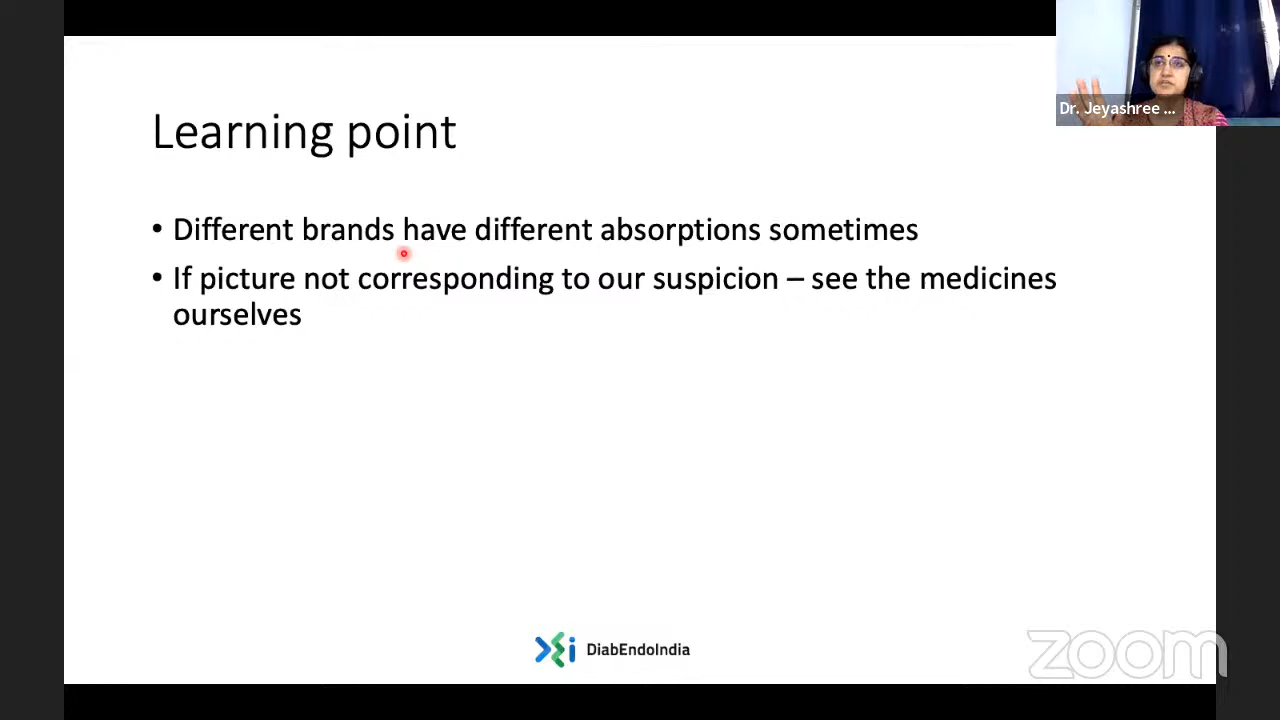 Dr. Jeyashree ...
Learning point
• Different brands have different absorptions sometimes
• If picture not corresponding to our suspicion – see the medicines
ourselves
DiabEndoIndia
zoom